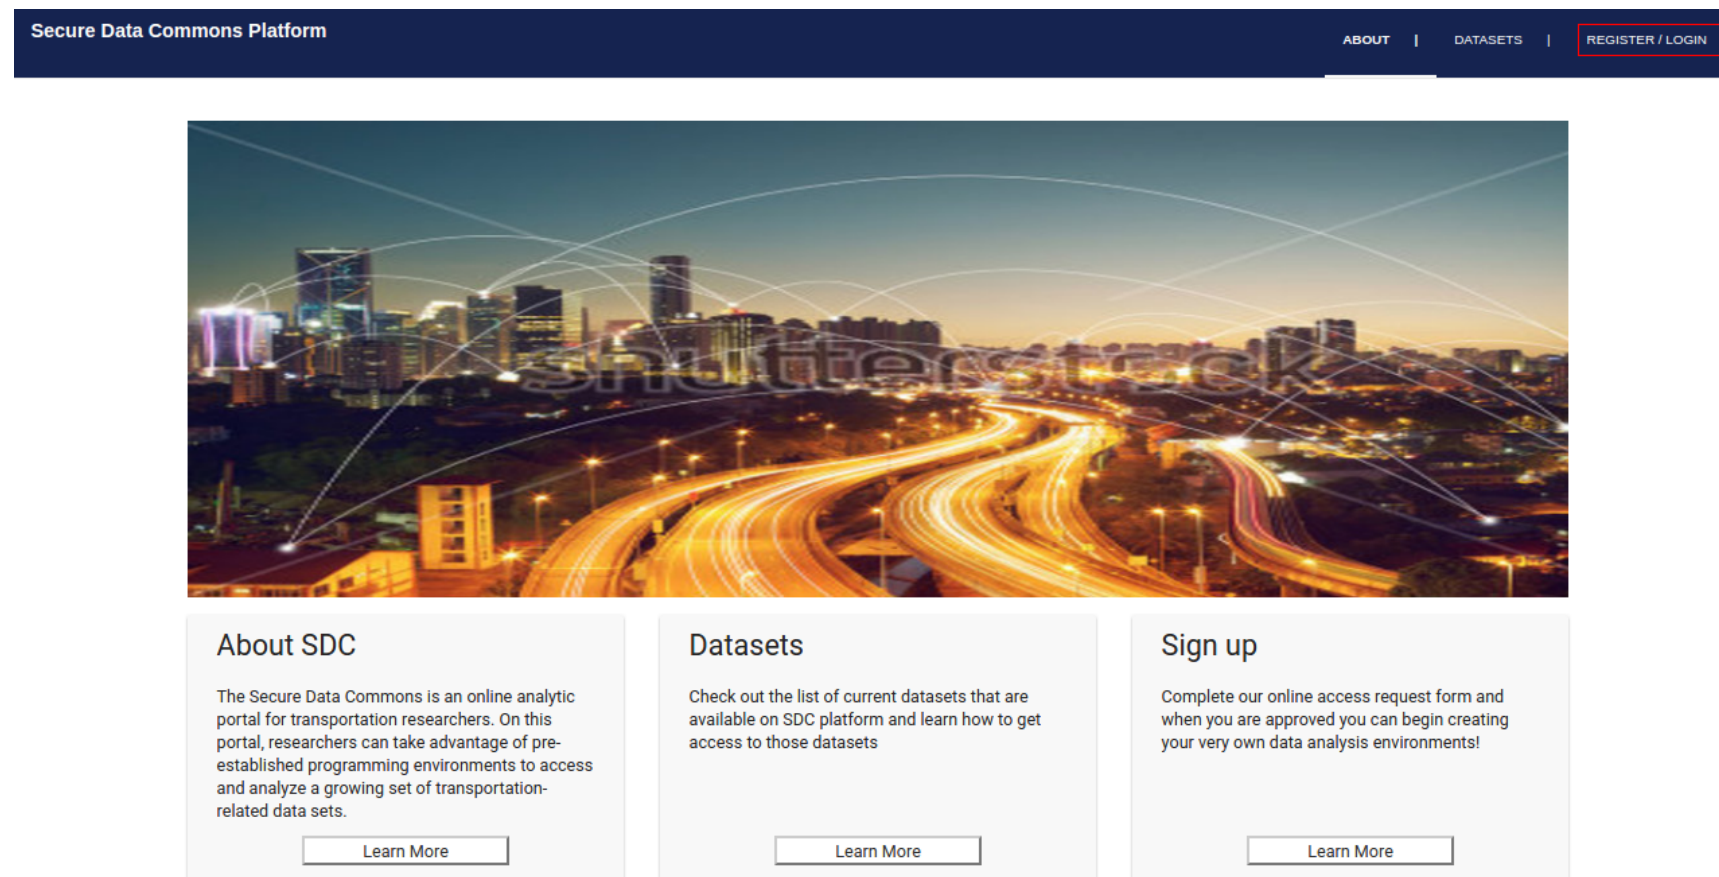 Secure Data Commons Platform
ABOUT | DATASETS | REGISTER / LOGIN
shutterstock
About SDC
The Secure Data Commons is an online analytic
portal for transportation researchers. On this
portal, researchers can take advantage of pre-
established programming environments to access
and analyze a growing set of transportation-
related data sets.
Learn More
Datasets
Check out the list of current datasets that are
available on SDC platform and learn how to get
access to those datasets
Learn More
Sign up
Complete our online access request form and
when you are approved you can begin creating
your very own data analysis environments!
Learn More